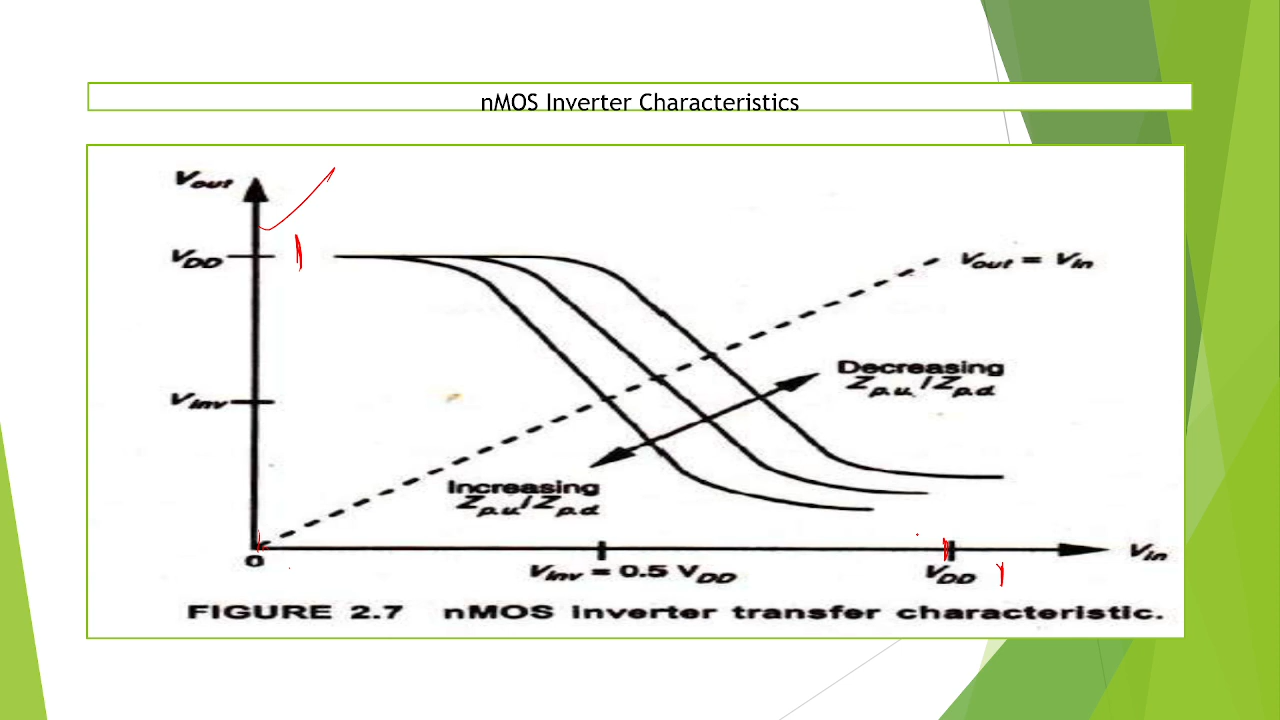 nMOS Inverter Characteristics
Vout
VDD
Vout = Vin
Decreasing
Zp.u. / Zp.d
Vinv
Increasing
Zp.u/Zp.d
0
Vin
Vinv = 0.5 VDD
VDD
FIGURE 2.7 nMOS inverter transfer characteristic.